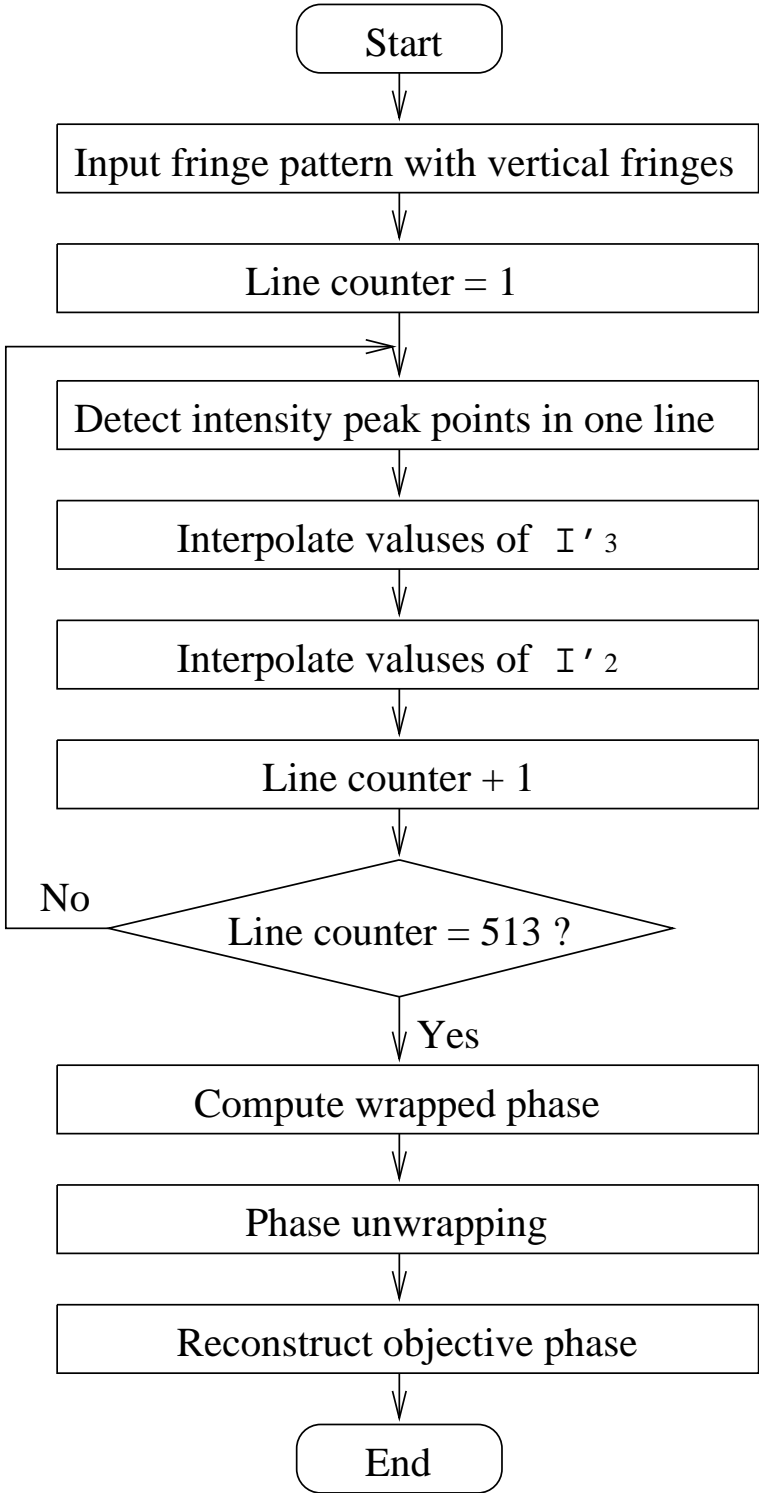 Start
Input fringe pattern with vertical fringes
Line counter = 1
Detect intensity peak points in one line
Interpolate valuses of I'3
Interpolate valuses of I'2
Line counter + 1
No
Line counter = 513 ?
Yes
Compute wrapped phase
Phase unwrapping
Reconstruct objective phase
End